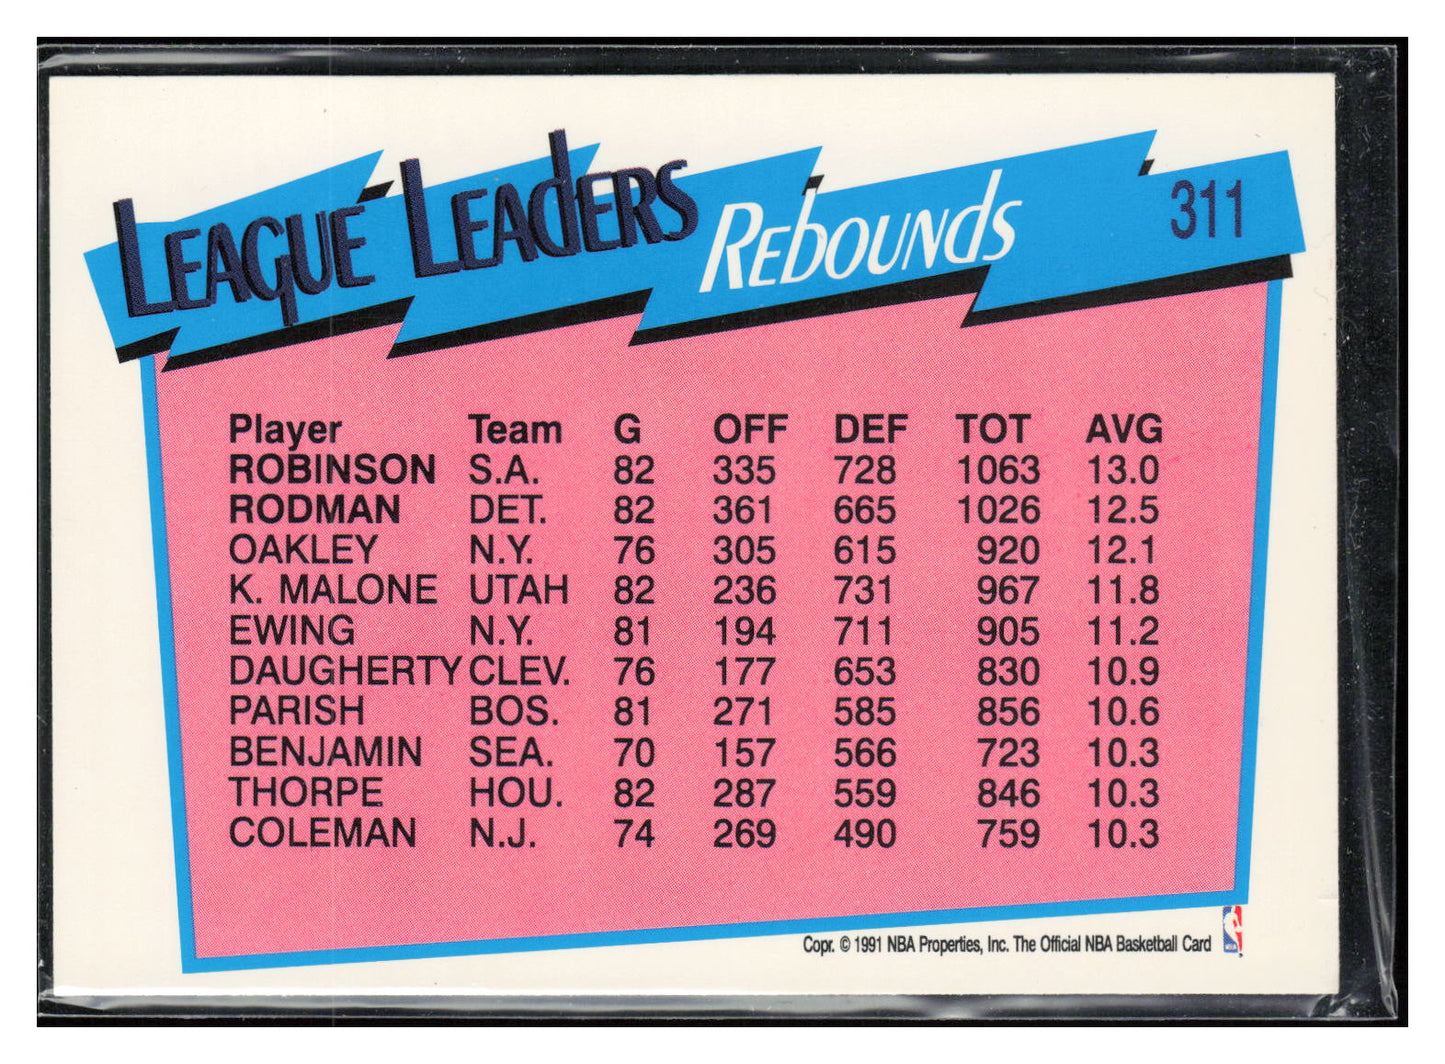 LEAGUE LEADERS REBOUNDS 311
Player Team G OFF DEF TOT AVG
ROBINSON S.A. 82 335 728 1063 13.0
RODMAN DET. 82 361 665 1026 12.5
OAKLEY N.Y. 76 305 615 920 12.1
K. MALONE UTAH 82 236 731 967 11.8
EWING N.Y. 81 194 711 905 11.2
DAUGHERTY CLEV. 76 177 653 830 10.9
PARISH BOS. 81 271 585 856 10.6
BENJAMIN SEA. 70 157 566 723 10.3
THORPE HOU. 82 287 559 846 10.3
COLEMAN N.J. 74 269 490 759 10.3
Copr. © 1991 NBA Properties, Inc. The Official NBA Basketball Card
NBA